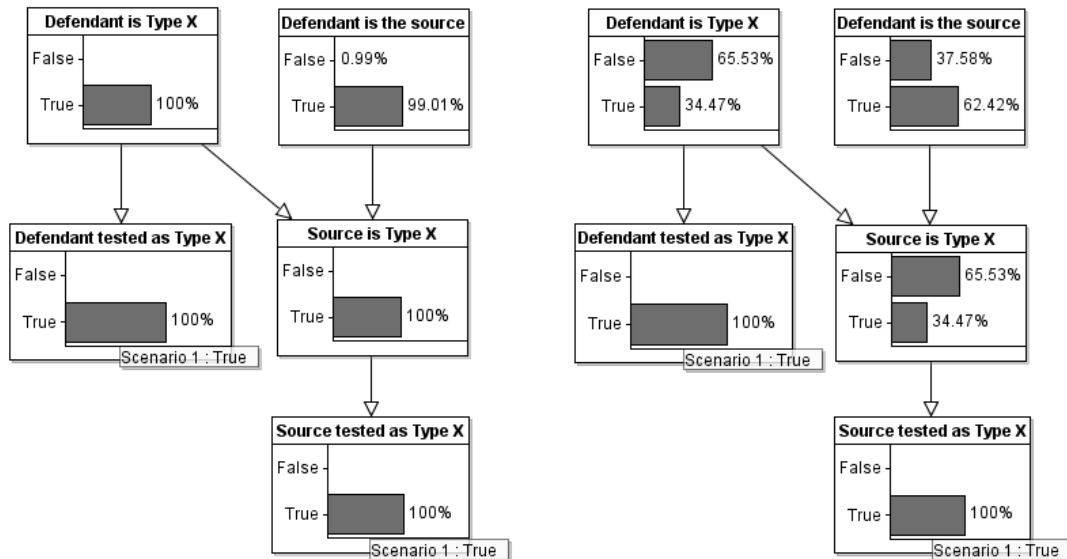 Defendant is Type X
False
True
100%
Defendant is the source
False
0.99%
True
99.01%
Defendant tested as Type X
False
True
100%
Scenario 1 : True
Source is Type X
False
True
100%
Source tested as Type X
False
True
100%
Scenario 1 : True
Defendant is Type X
False
65.53%
True
34.47%
Defendant is the source
False
37.58%
True
62.42%
Defendant tested as Type X
False
True
100%
Scenario 1 : True
Source is Type X
False
65.53%
True
34.47%
Source tested as Type X
False
True
100%
Scenario 1 : True